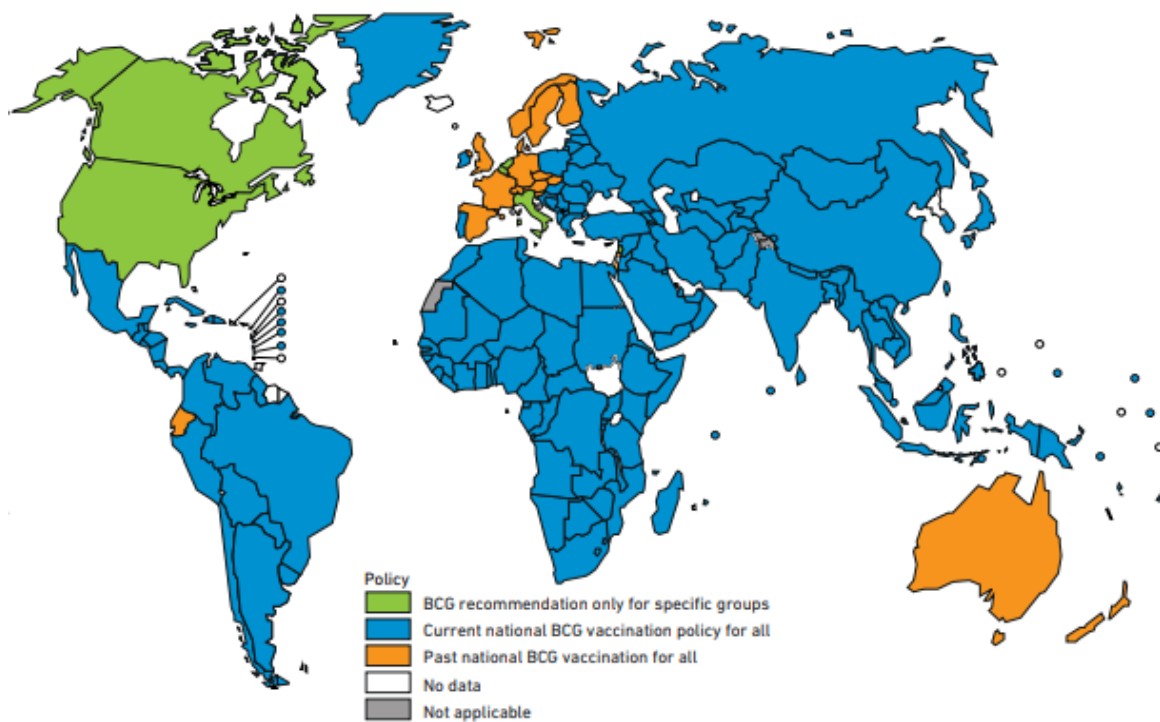 Policy
BCG recommendation only for specific groups
Current national BCG vaccination policy for all
Past national BCG vaccination for all
No data
Not applicable